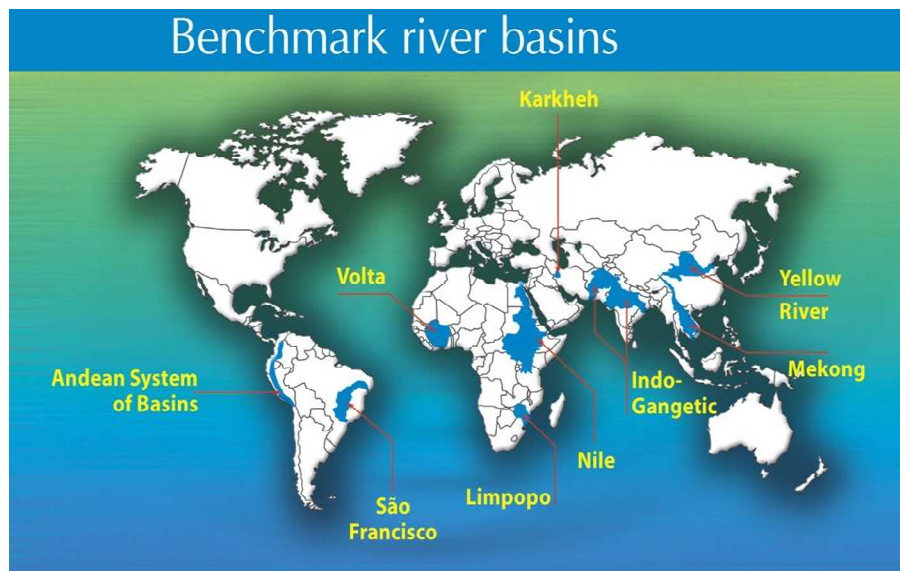 Benchmark river basins
Karkheh
Volta
Yellow
River
Mekong
Andean System
of Basins
Indo-
Gangetic
Nile
Limpopo
São
Francisco